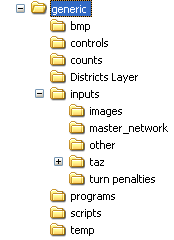 generic
bmp
controls
counts
Districts Layer
inputs
images
master_network
other
taz
turn penalties
programs
scripts
temp